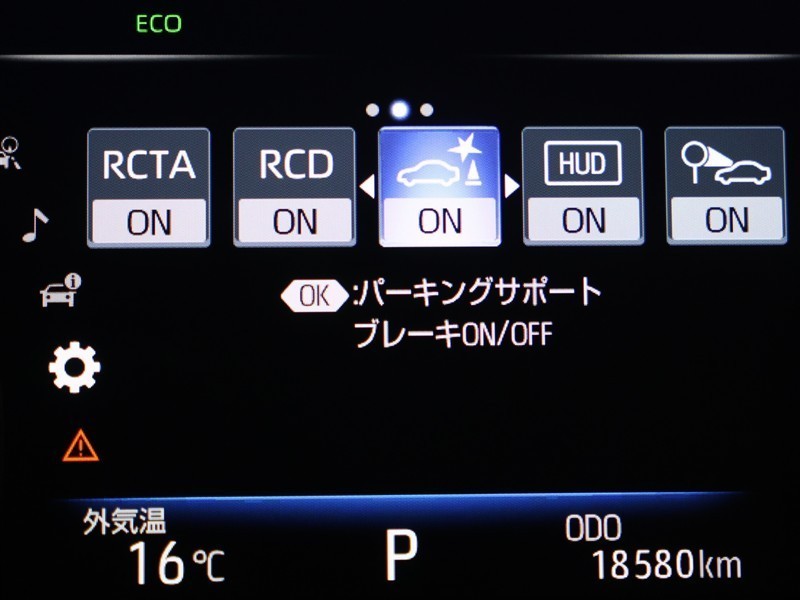 ECO
RCTA RCD HUD
ON ON ON ON ON
OK :パーキングサポート
ブレーキON/OFF
外気温 ODO
16℃ P 18580km